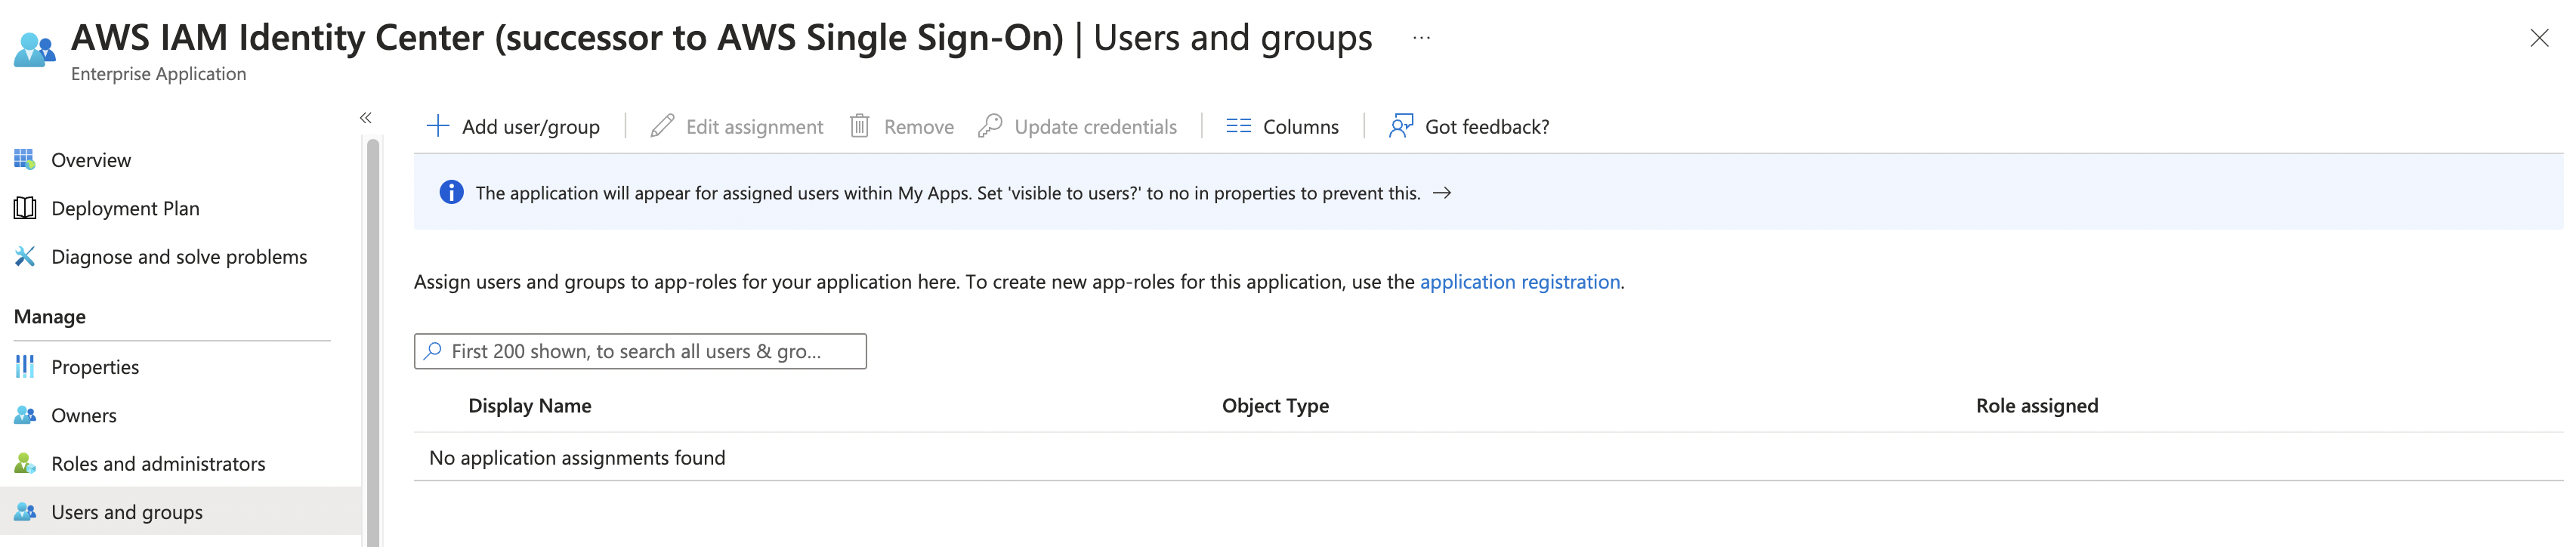 AWS IAM Identity Center (successor to AWS Single Sign-On) | Users and groups ...
Enterprise Application
Overview
Deployment Plan
Diagnose and solve problems
Manage
Properties
Owners
Roles and administrators
Users and groups
Add user/group
Edit assignment
Remove
Update credentials
Columns
Got feedback?
The application will appear for assigned users within My Apps. Set 'visible to users?' to no in properties to prevent this. →
Assign users and groups to app-roles for your application here. To create new app-roles for this application, use the application registration.
First 200 shown, to search all users & gro...
Display Name
Object Type
Role assigned
No application assignments found